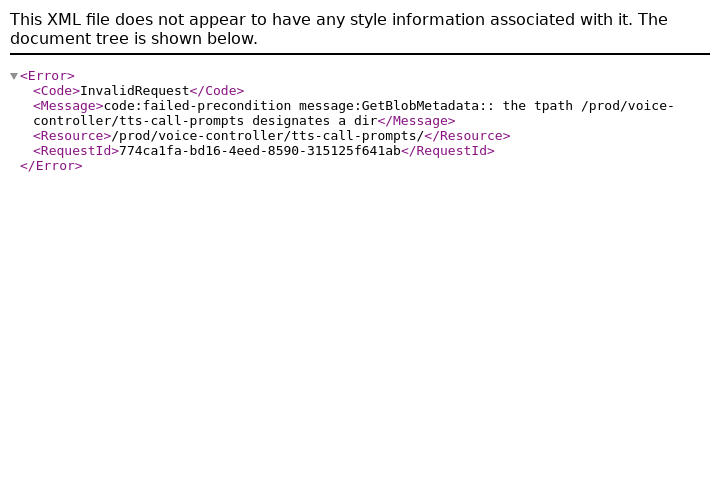 This XML file does not appear to have any style information associated with it. The
document tree is shown below.
<Error>
<Code>InvalidRequest</Code>
<Message>code:failed-precondition message:GetBlobMetadata:: the tpath /prod/voice-
controller/tts-call-prompts designates a dir</Message>
<Resource>/prod/voice-controller/tts-call-prompts/</Resource>
<RequestId>774ca1fa-bd16-4eed-8590-315125f641ab</RequestId>
</Error>